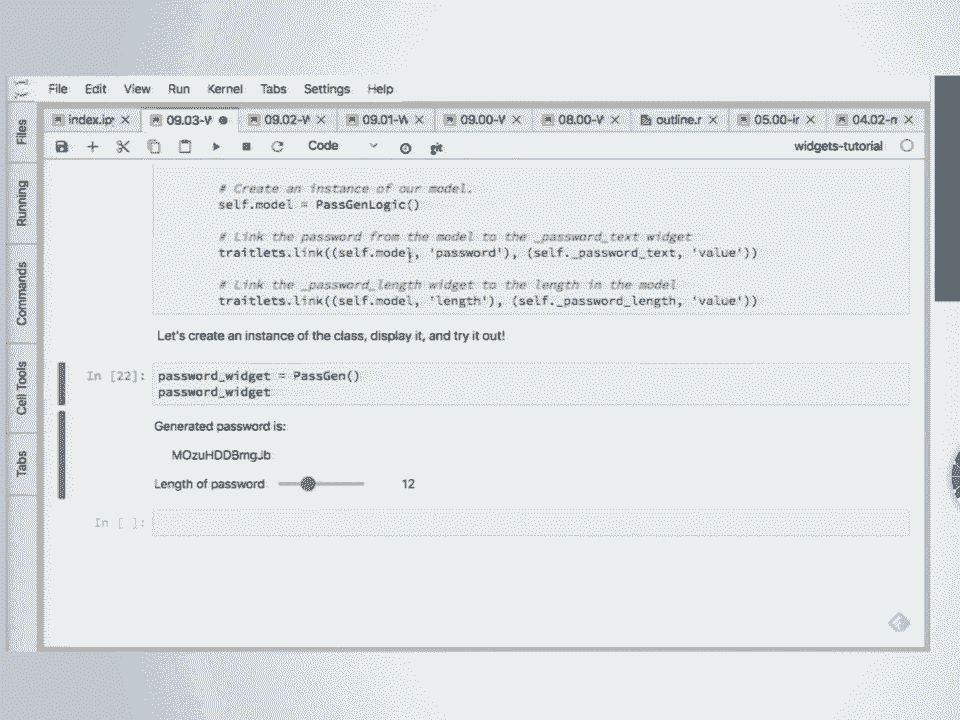 File Edit View Run Kernel Tabs Settings Help
index.ip 09.03-W 09.02-W 09.01-W 09.00-V 08.00-V outline.r 05.00-ir 04.02-n
Code git widgets-tutorial
Files
Running
Commands
Cell Tools
Tabs
# Create an instance of our model.
self.model = PassGenLogic()
# Link the password from the model to the _password_text widget
traitlets.link((self.model, 'password'), (self._password_text, 'value'))
# Link the _password_length widget to the length in the model
traitlets.link((self.model, 'length'), (self._password_length, 'value'))
Let's create an instance of the class, display it, and try it out!
In [22]: password_widget = PassGen()
password_widget
Generated password is:
MOzuHDDBmgJb
Length of password 12
In [ ]: